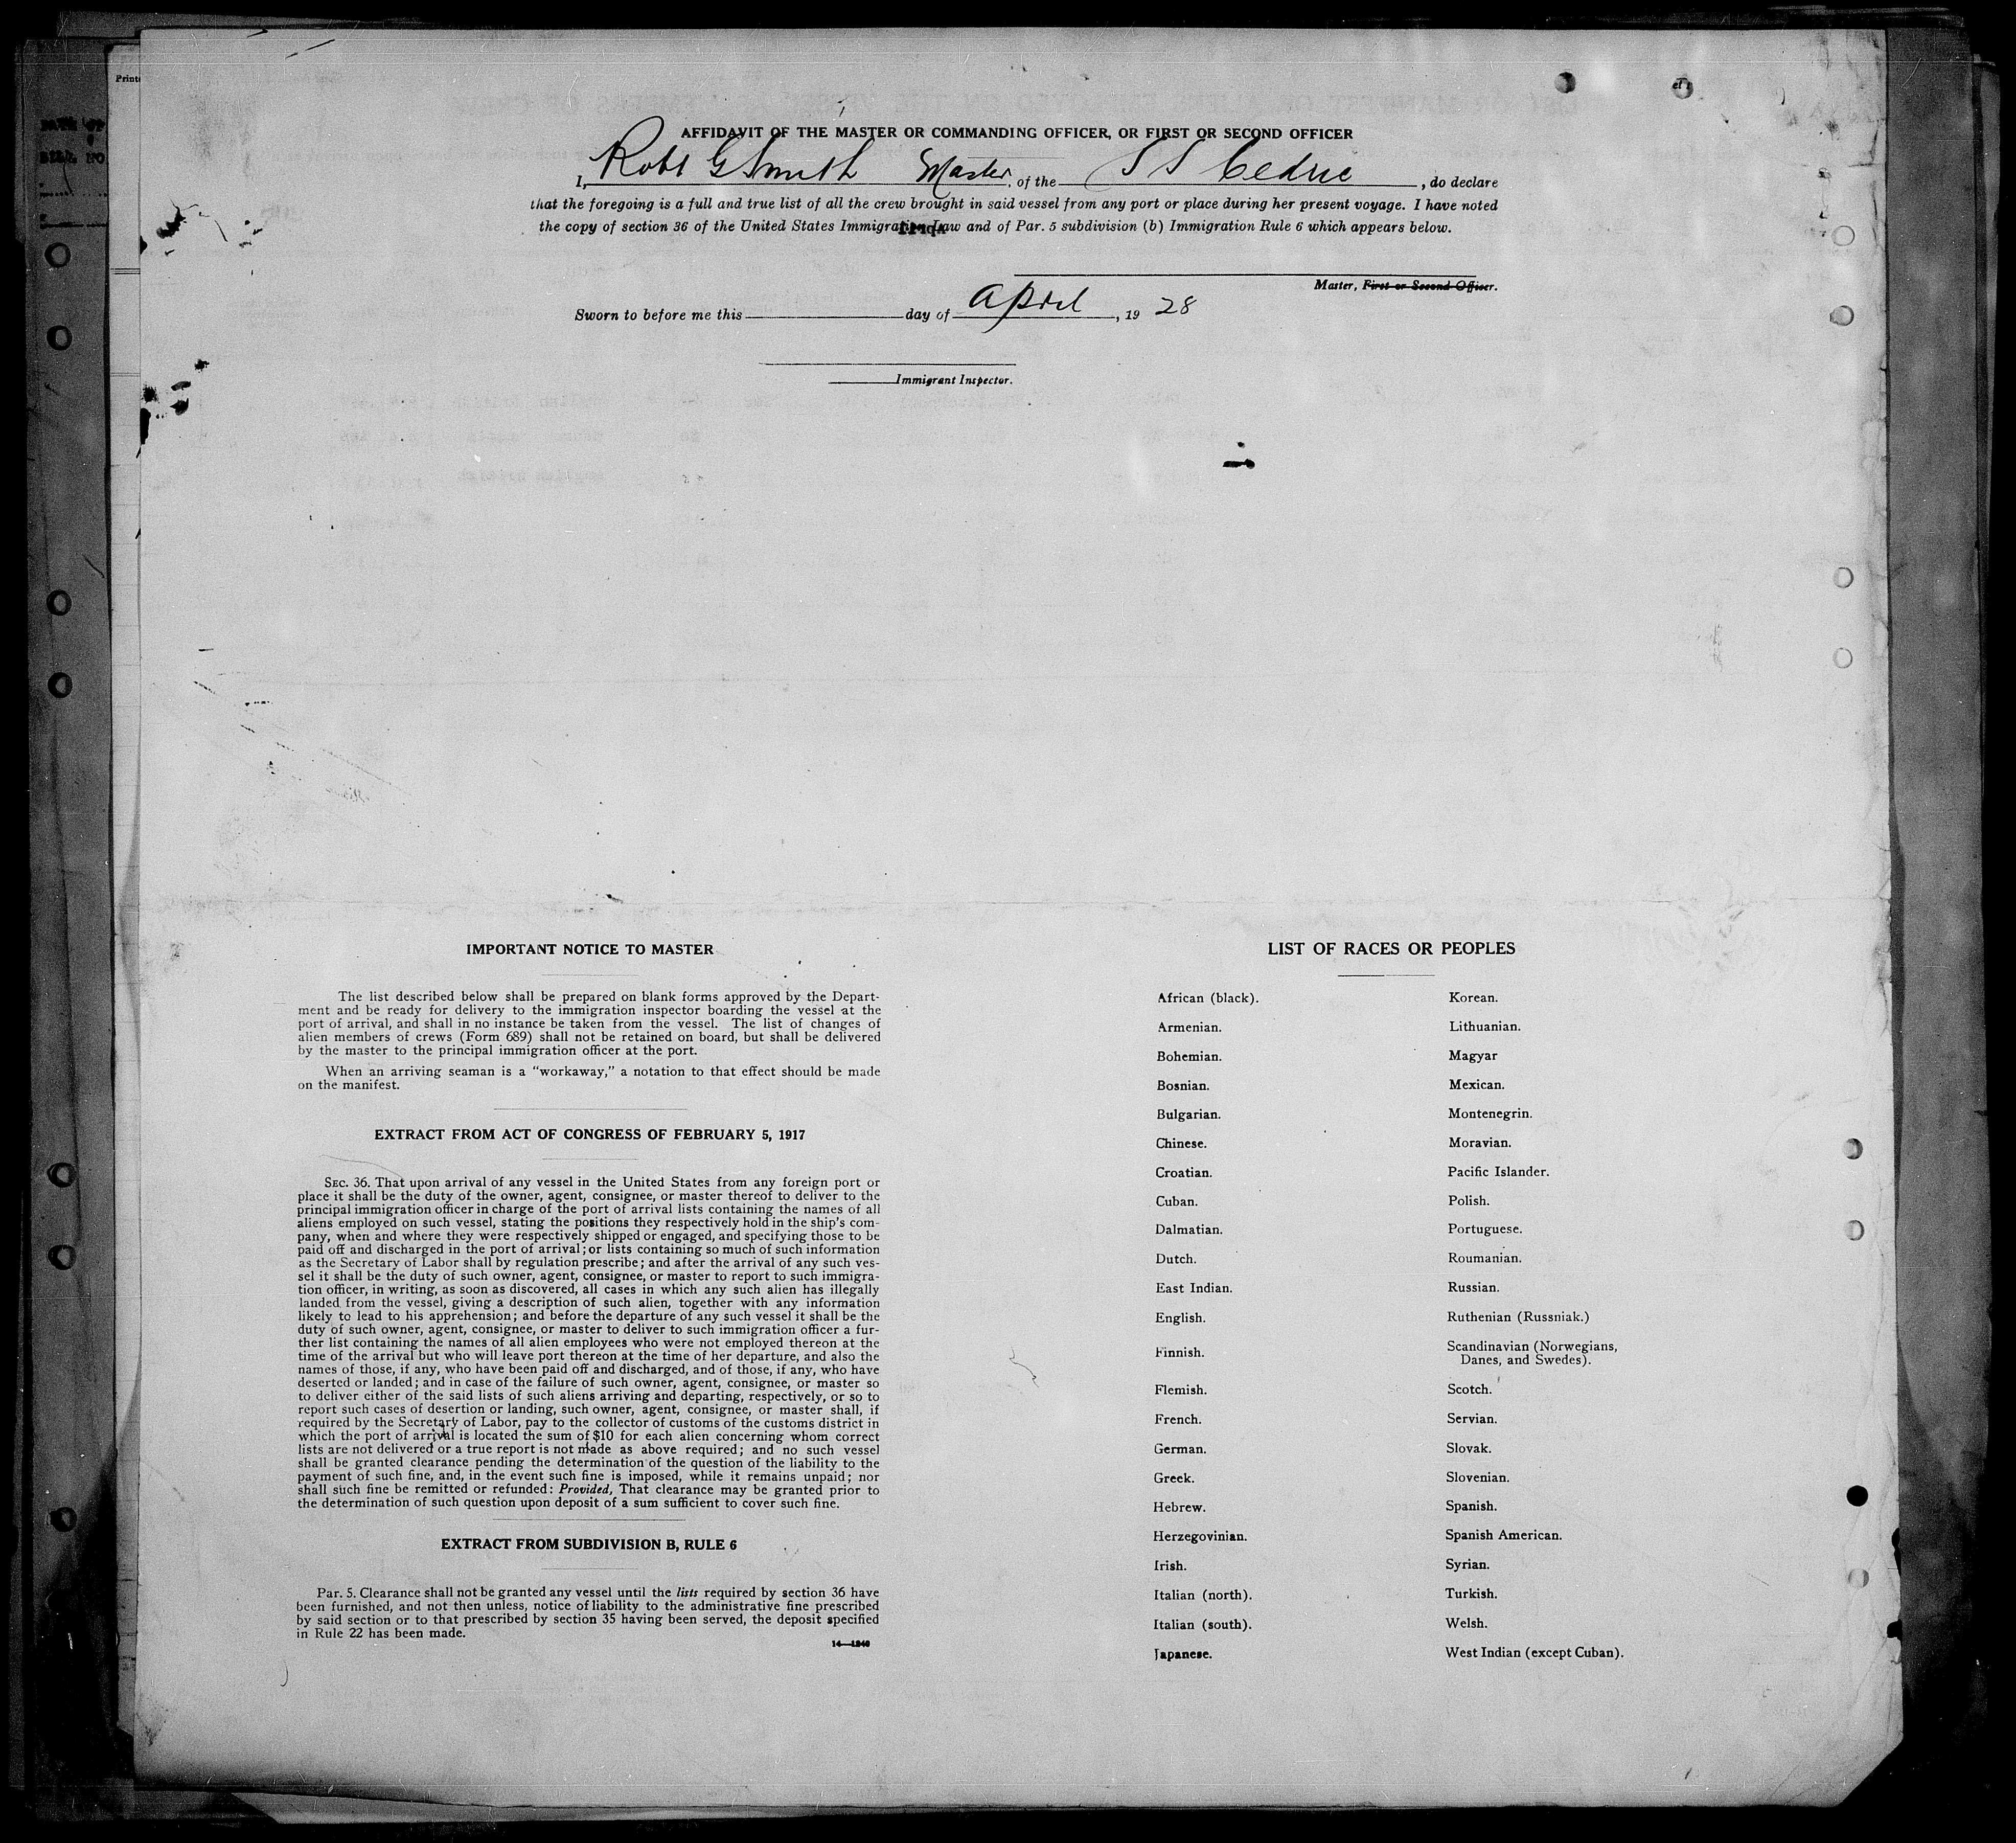 Print
DATE OF
BILL NO.
AFFIDAVIT OF THE MASTER OR COMMANDING OFFICER, OR FIRST OR SECOND OFFICER
I, Robt G Smith Master, of the S S Cedric, do declare
that the foregoing is a full and true list of all the crew brought in said vessel from any port or place during her present voyage. I have noted
the copy of section 36 of the United States Immigration Law and of Par. 5 subdivision (b) Immigration Rule 6 which appears below.
Master, First or Second Officer.
Sworn to before me this day of April, 19 28
Immigrant Inspector.
IMPORTANT NOTICE TO MASTER
The list described below shall be prepared on blank forms approved by the Depart-
ment and be ready for delivery to the immigration inspector boarding the vessel at the
port of arrival, and shall in no instance be taken from the vessel. The list of changes of
alien members of crews (Form 689) shall not be retained on board, but shall be delivered
by the master to the principal immigration officer at the port.
When an arriving seaman is a "workaway," a notation to that effect should be made
on the manifest.
EXTRACT FROM ACT OF CONGRESS OF FEBRUARY 5, 1917
SEC. 36. That upon arrival of any vessel in the United States from any foreign port or
place it shall be the duty of the owner, agent, consignee, or master thereof to deliver to the
principal immigration officer in charge of the port of arrival lists containing the names of all
aliens employed on such vessel, stating the positions they respectively hold in the ship's com-
pany, when and where they were respectively shipped or engaged, and specifying those to be
paid off and discharged in the port of arrival; or lists containing so much of such information
as the Secretary of Labor shall by regulation prescribe; and after the arrival of any such ves-
sel it shall be the duty of such owner, agent, consignee, or master to report to such immigra-
tion officer, in writing, as soon as discovered, all cases in which any such alien has illegally
landed from the vessel, giving a description of such alien, together with any information
likely to lead to his apprehension; and before the departure of any such vessel it shall be the
duty of such owner, agent, consignee, or master to deliver to such immigration officer a fur-
ther list containing the names of all alien employees who were not employed thereon at the
time of the arrival but who will leave port thereon at the time of her departure, and also the
names of those, if any, who have been paid off and discharged, and of those, if any, who have
deserted or landed; and in case of the failure of such owner, agent, consignee, or master so
to deliver either of the said lists of such aliens arriving and departing, respectively, or so to
report such cases of desertion or landing, such owner, agent, consignee, or master shall, if
required by the Secretary of Labor, pay to the collector of customs of the customs district in
which the port of arrival is located the sum of $10 for each alien concerning whom correct
lists are not delivered or a true report is not made as above required; and no such vessel
shall be granted clearance pending the determination of the question of the liability to the
payment of such fine, and, in the event such fine is imposed, while it remains unpaid; nor
shall such fine be remitted or refunded: Provided, That clearance may be granted prior to
the determination of such question upon deposit of a sum sufficient to cover such fine.
EXTRACT FROM SUBDIVISION B, RULE 6
Par. 5. Clearance shall not be granted any vessel until the lists required by section 36 have
been furnished, and not then unless, notice of liability to the administrative fine prescribed
by said section or to that prescribed by section 35 having been served, the deposit specified
in Rule 22 has been made.
14—1240
LIST OF RACES OR PEOPLES
African (black).
Armenian.
Bohemian.
Bosnian.
Bulgarian.
Chinese.
Croatian.
Cuban.
Dalmatian.
Dutch.
East Indian.
English.
Finnish.
Flemish.
French.
German.
Greek.
Hebrew.
Herzegovinian.
Irish.
Italian (north).
Italian (south).
Japanese.
Korean.
Lithuanian.
Magyar
Mexican.
Montenegrin.
Moravian.
Pacific Islander.
Polish.
Portuguese.
Roumanian.
Russian.
Ruthenian (Russniak.)
Scandinavian (Norwegians,
Danes, and Swedes).
Scotch.
Servian.
Slovak.
Slovenian.
Spanish.
Spanish American.
Syrian.
Turkish.
Welsh.
West Indian (except Cuban).